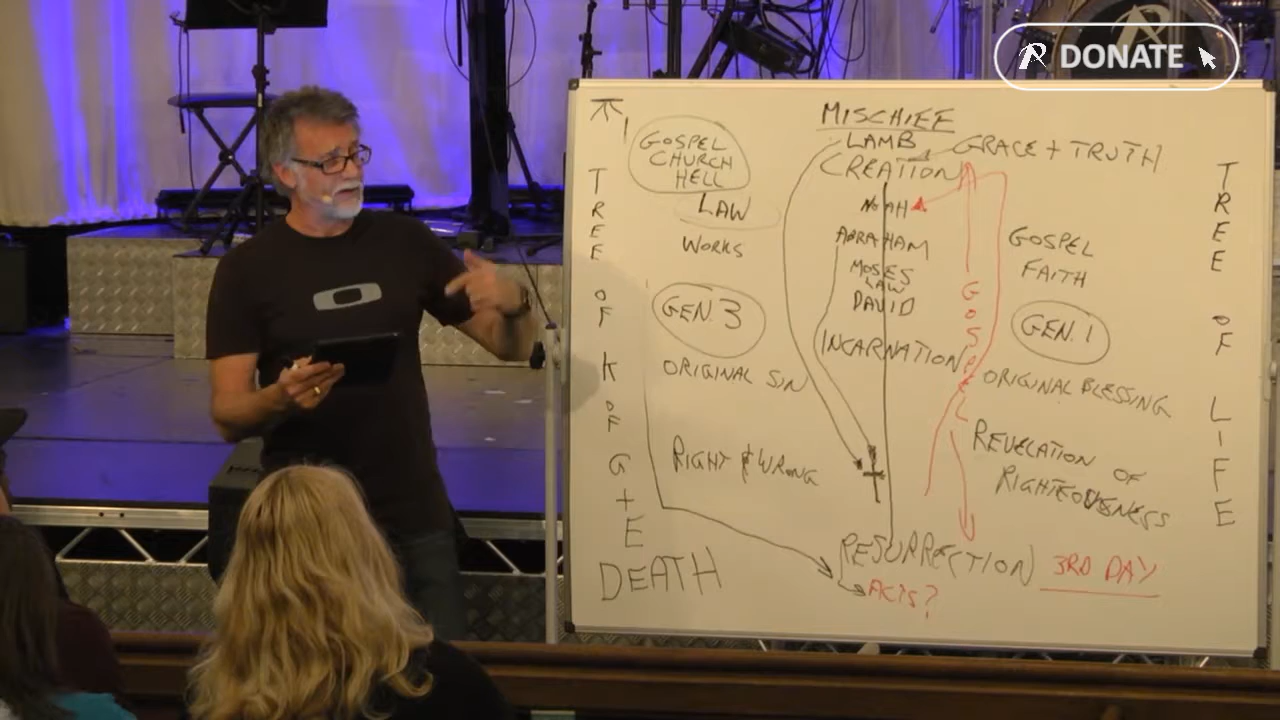 DONATE
MISCHIEF
LAMB
CREATION
GRACE + TRUTH
NOAH
ABRAHAM
MOSES
LAW
DAVID
INCARNATION
RESURRECTION
3RD DAY
ACTS?
GOSPEL
CHURCH
HELL
LAW
WORKS
GEN. 3
ORIGINAL SIN
RIGHT & WRONG
DEATH
TREE OF K OF G+E
GOSPEL
GOSPEL
FAITH
GEN. 1
ORIGINAL BLESSING
REVELATION OF
RIGHTEOUSNESS
TREE OF LIFE